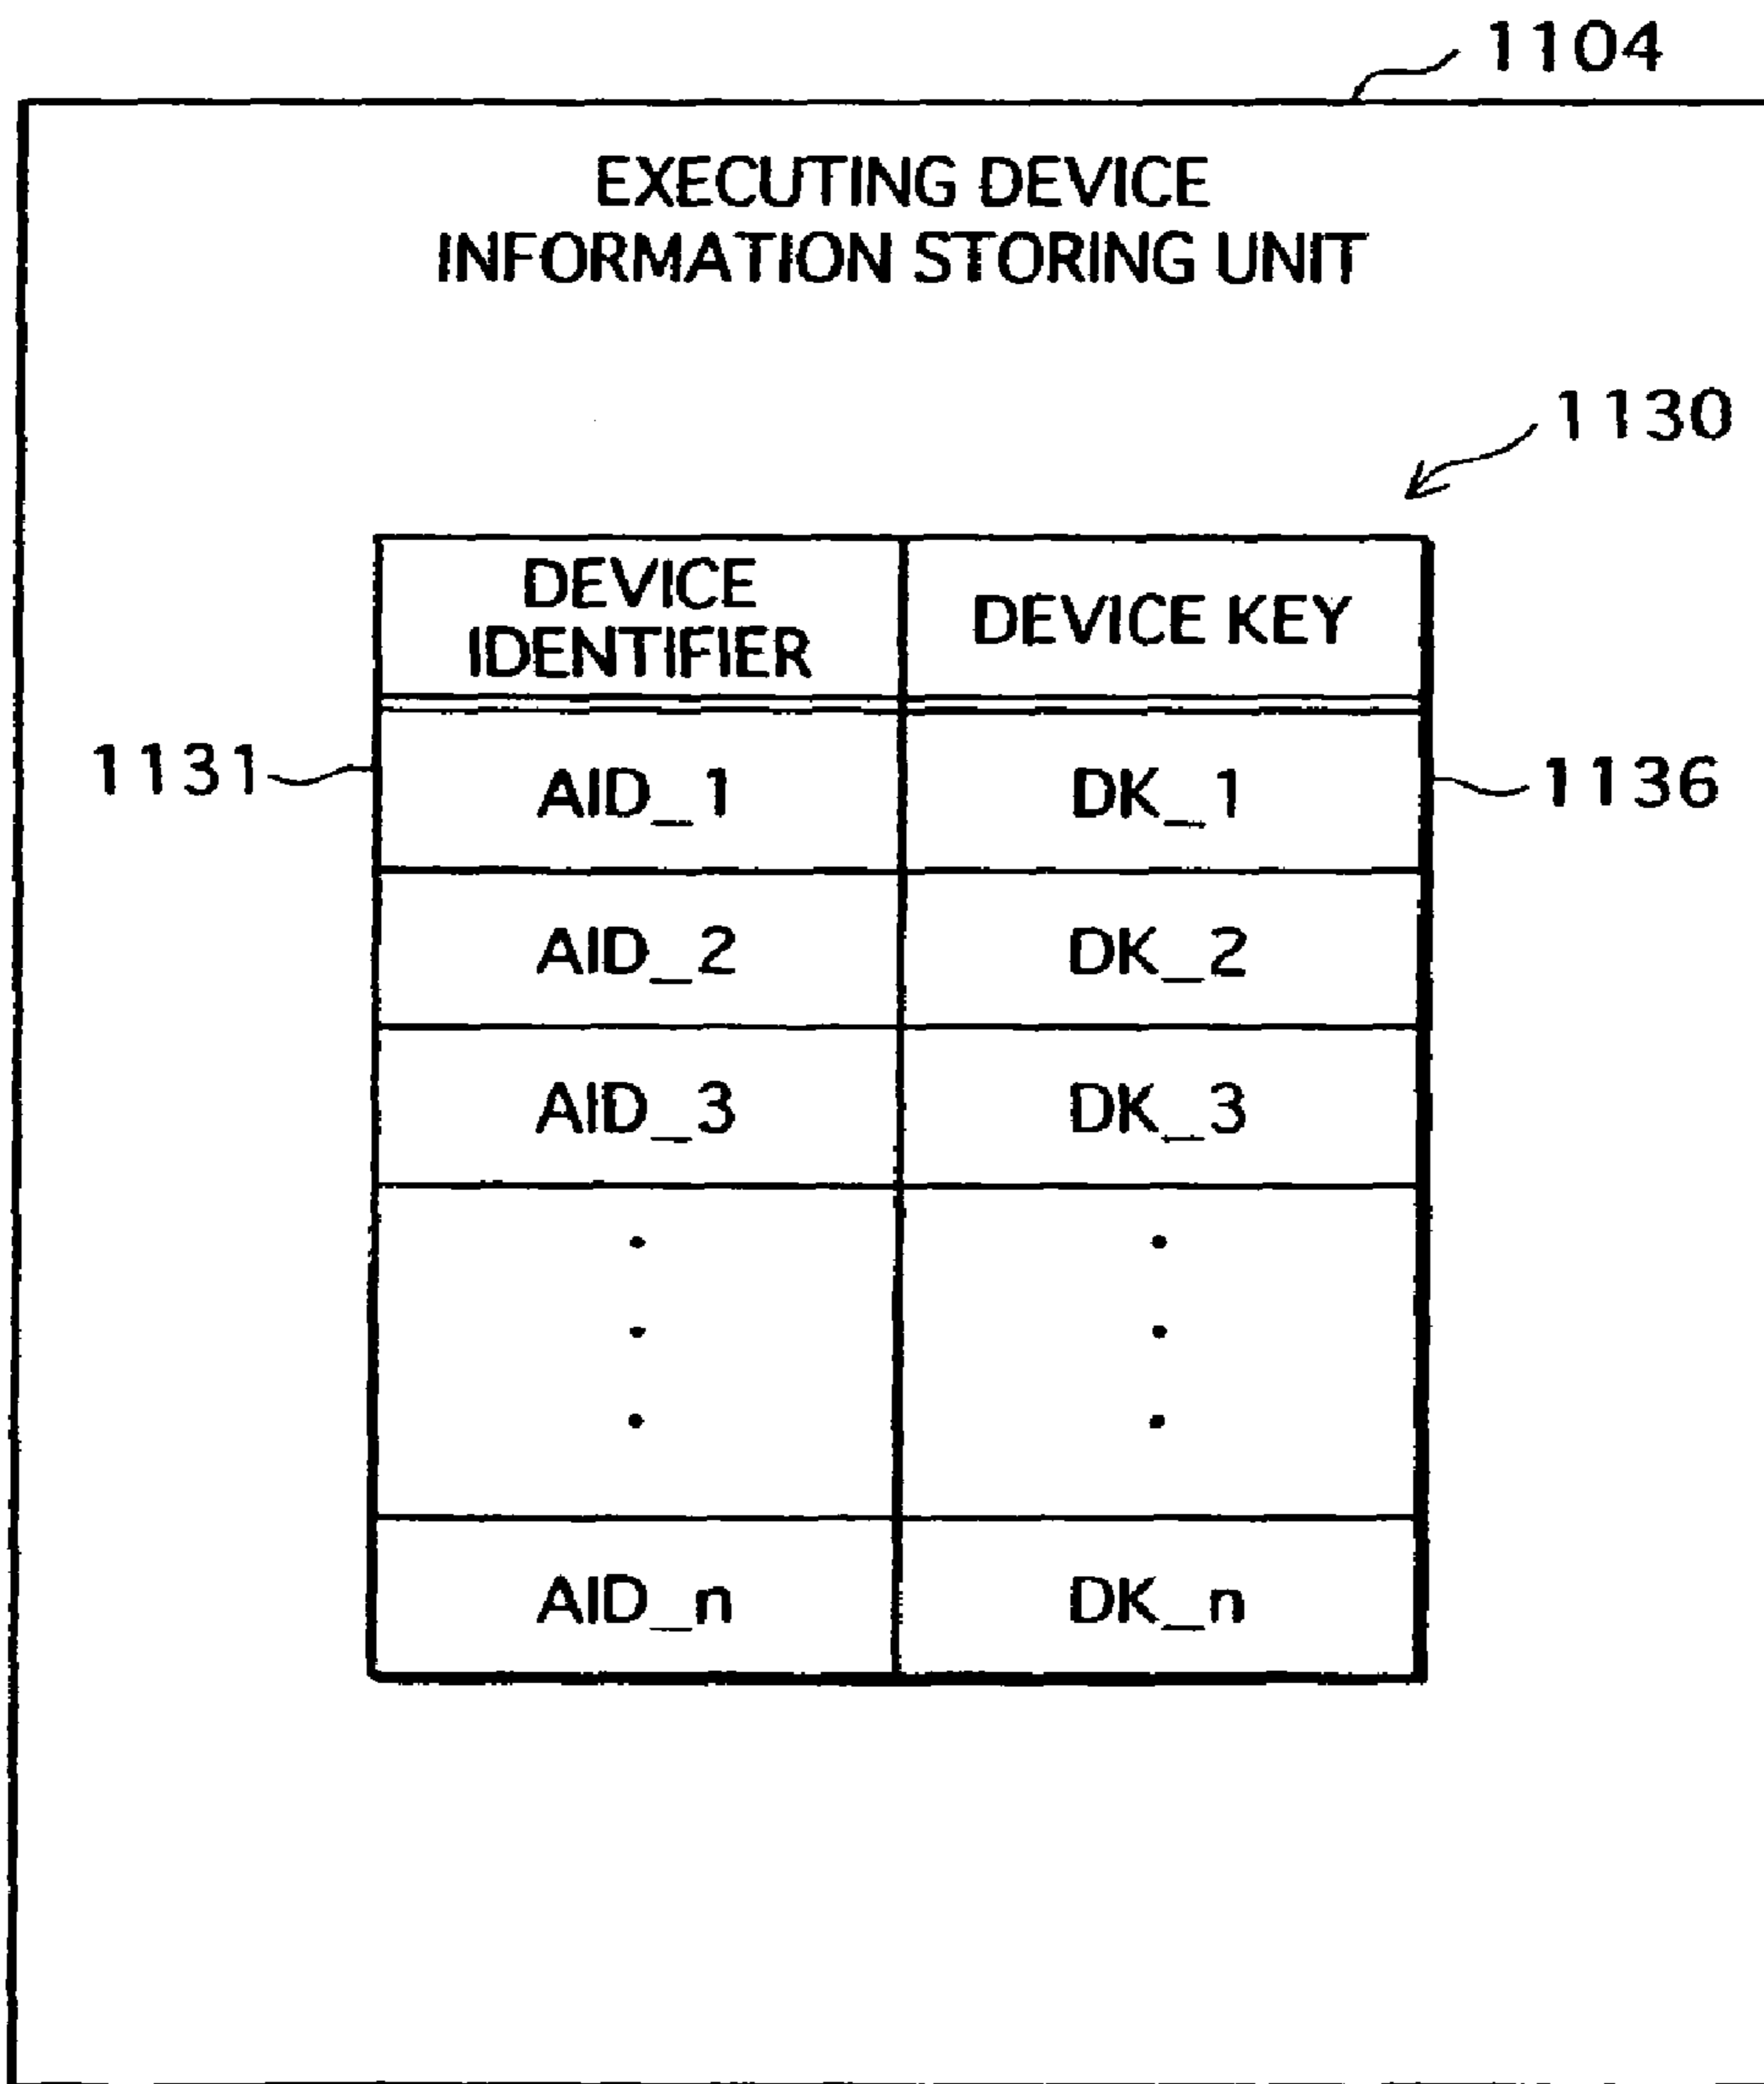 1104
EXECUTING DEVICE
INFORMATION STORING UNIT
1130
DEVICE
IDENTIFIER
DEVICE KEY
1131
AID_1
DK_1
1136
AID_2
DK_2
AID_3
DK_3
AID_n
DK_n